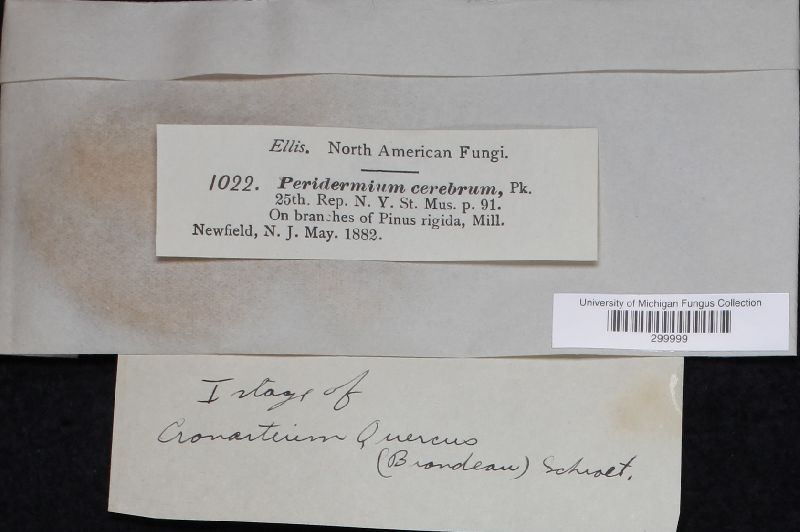 Ellis. North American Fungi.
1022. Peridermium cerebrum, Pk.
25th. Rep. N. Y. St. Mus. p. 91.
On branches of Pinus rigida, Mill.
Newfield, N. J. May. 1882.
University of Michigan Fungus Collection
299999
I stage of
Cronarteium Quercus
(Brondeau) Schroet.